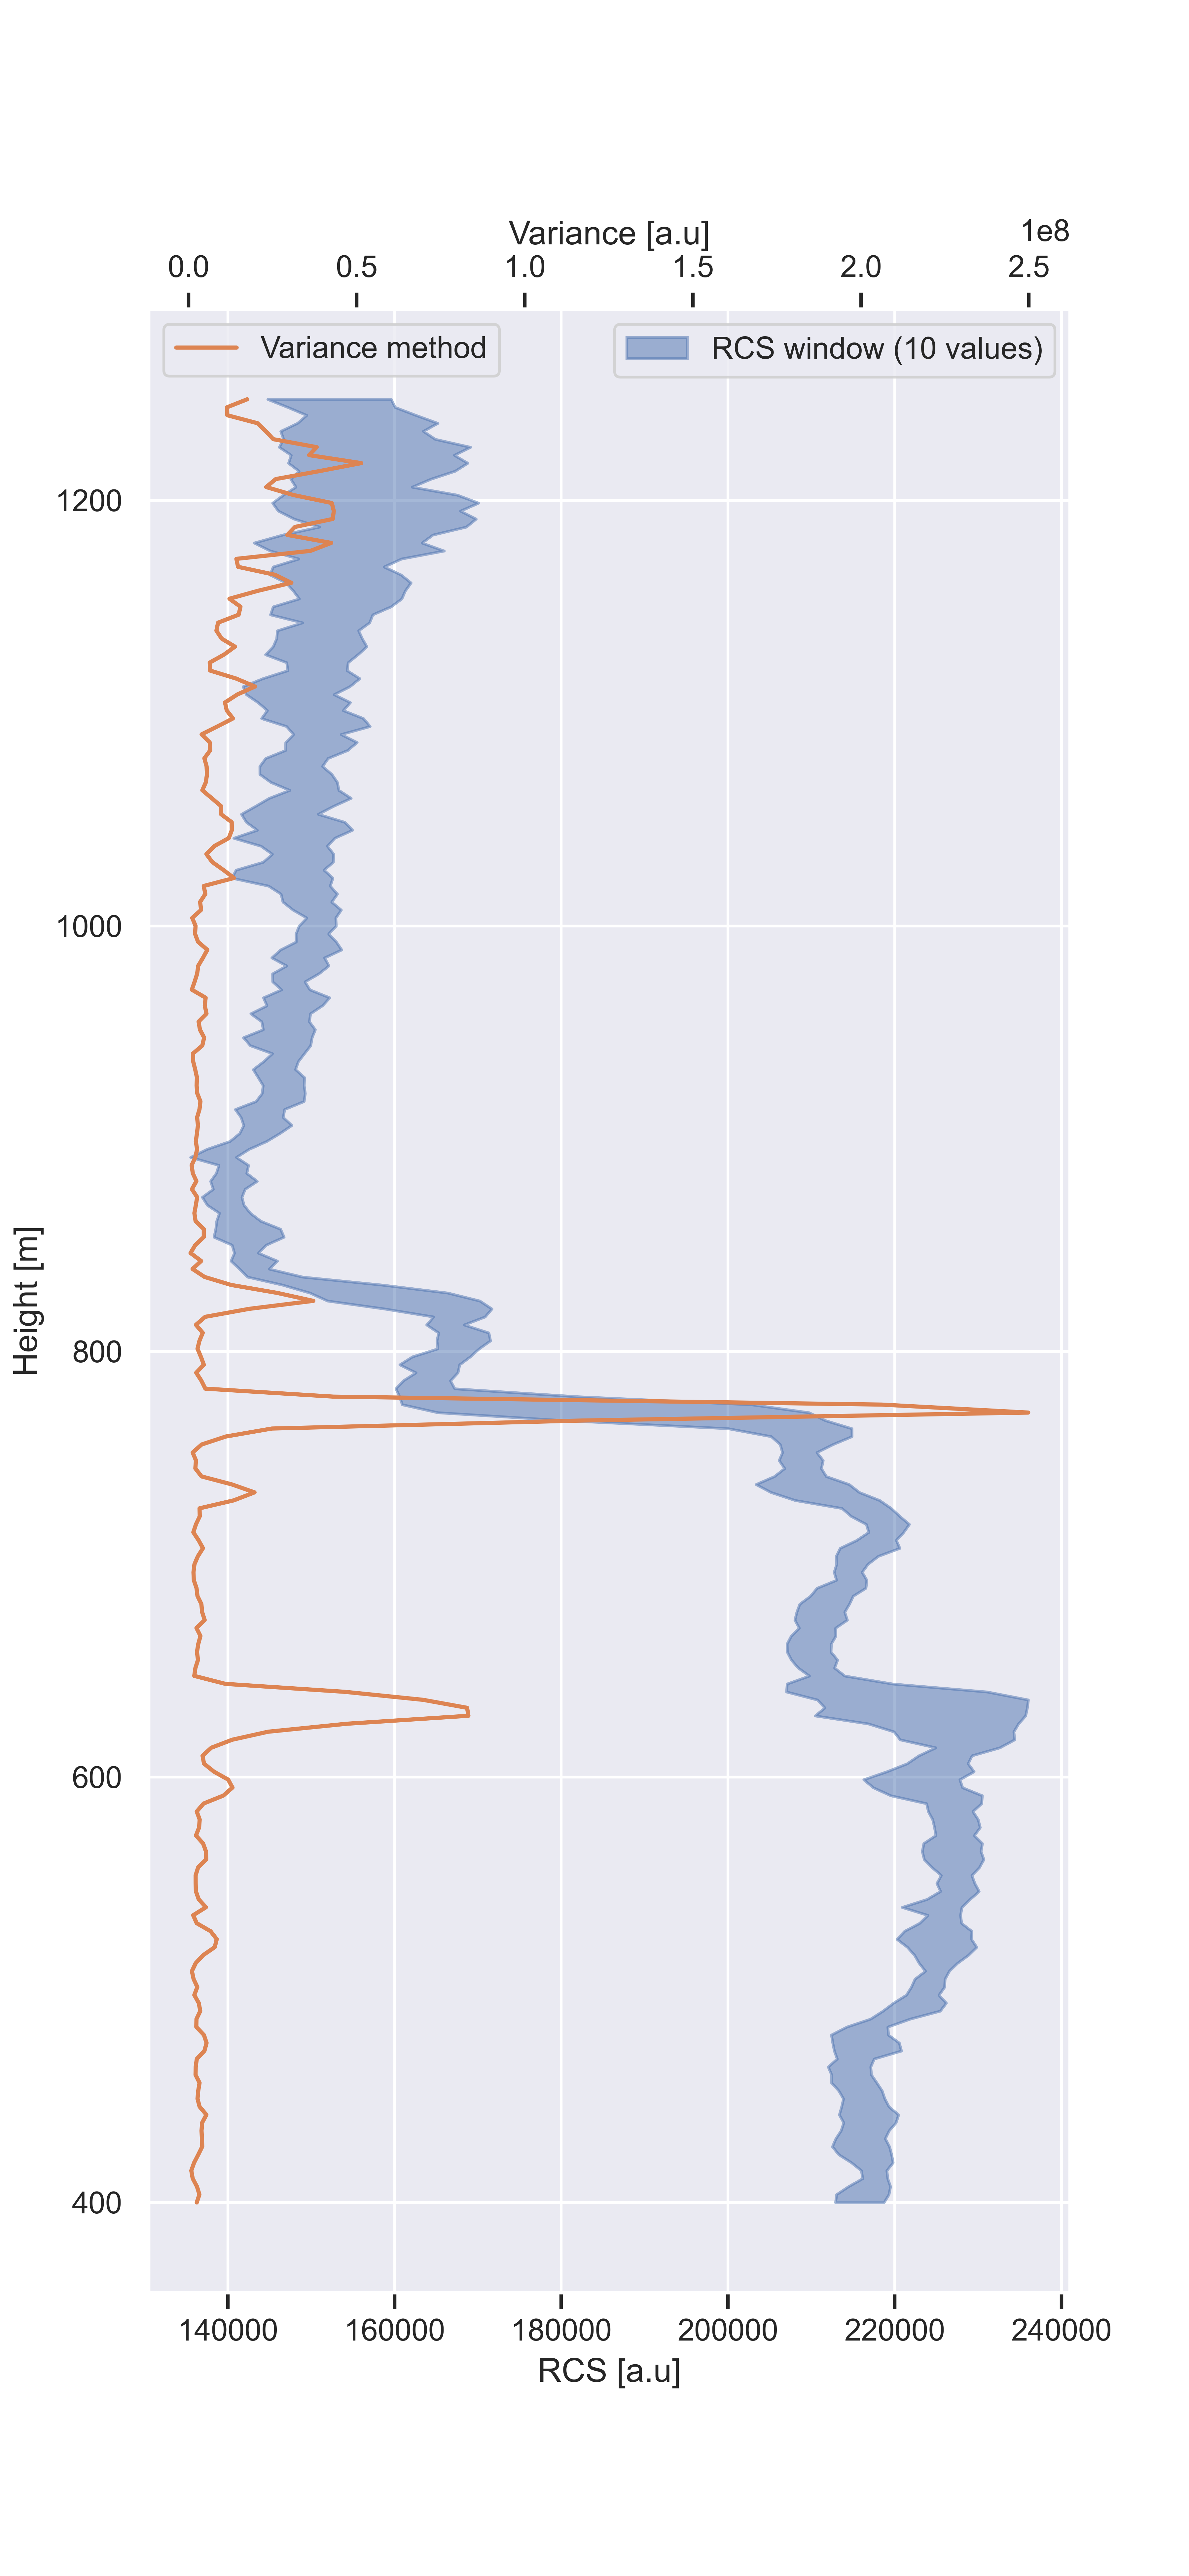 Variance [a.u]
1e8
0.0 0.5 1.0 1.5 2.0 2.5
Variance method
RCS window (10 values)
1200
1000
Height [m]
800
600
400
140000 160000 180000 200000 220000 240000
RCS [a.u]